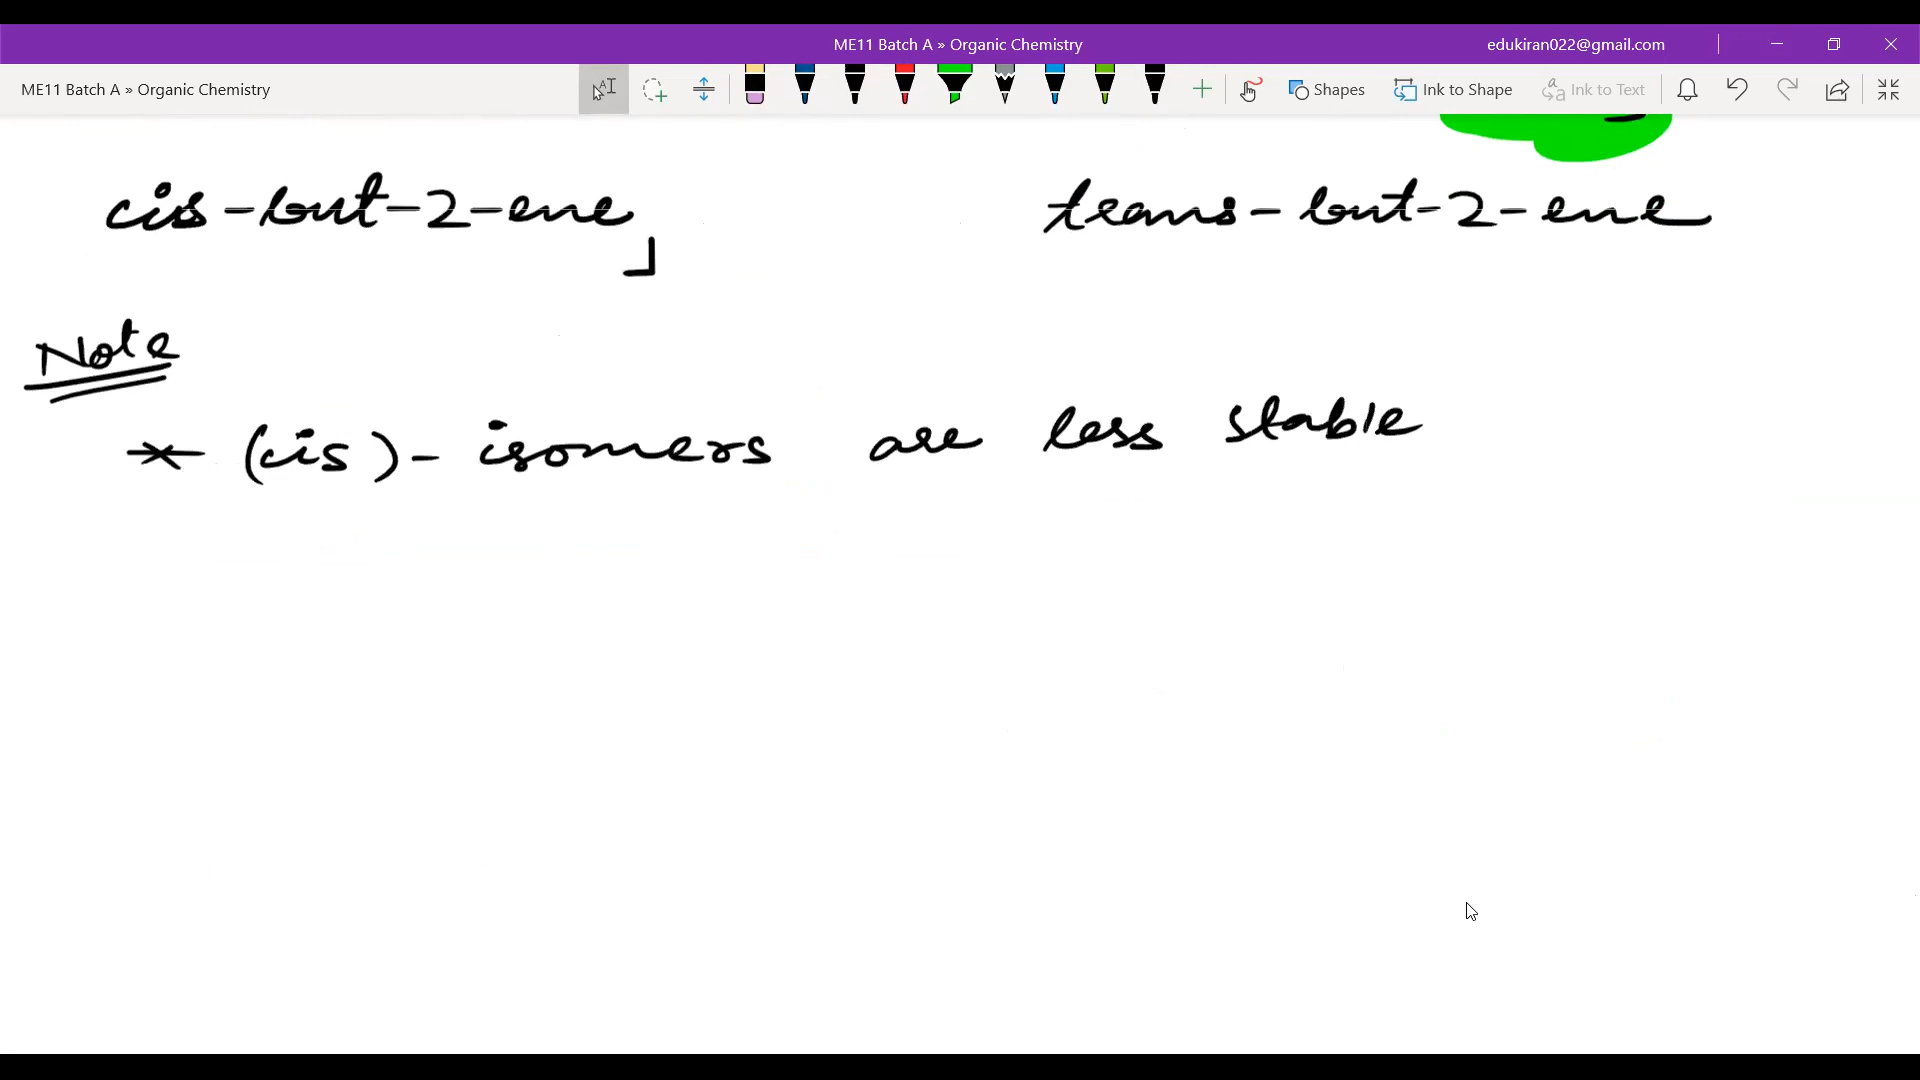 ME11 Batch A » Organic Chemistry
edukiran022@gmail.com
ME11 Batch A » Organic Chemistry
Shapes
Ink to Shape
Ink to Text
cis-but-2-ene
trans-but-2-ene
Note
* (cis)- isomers are less stable